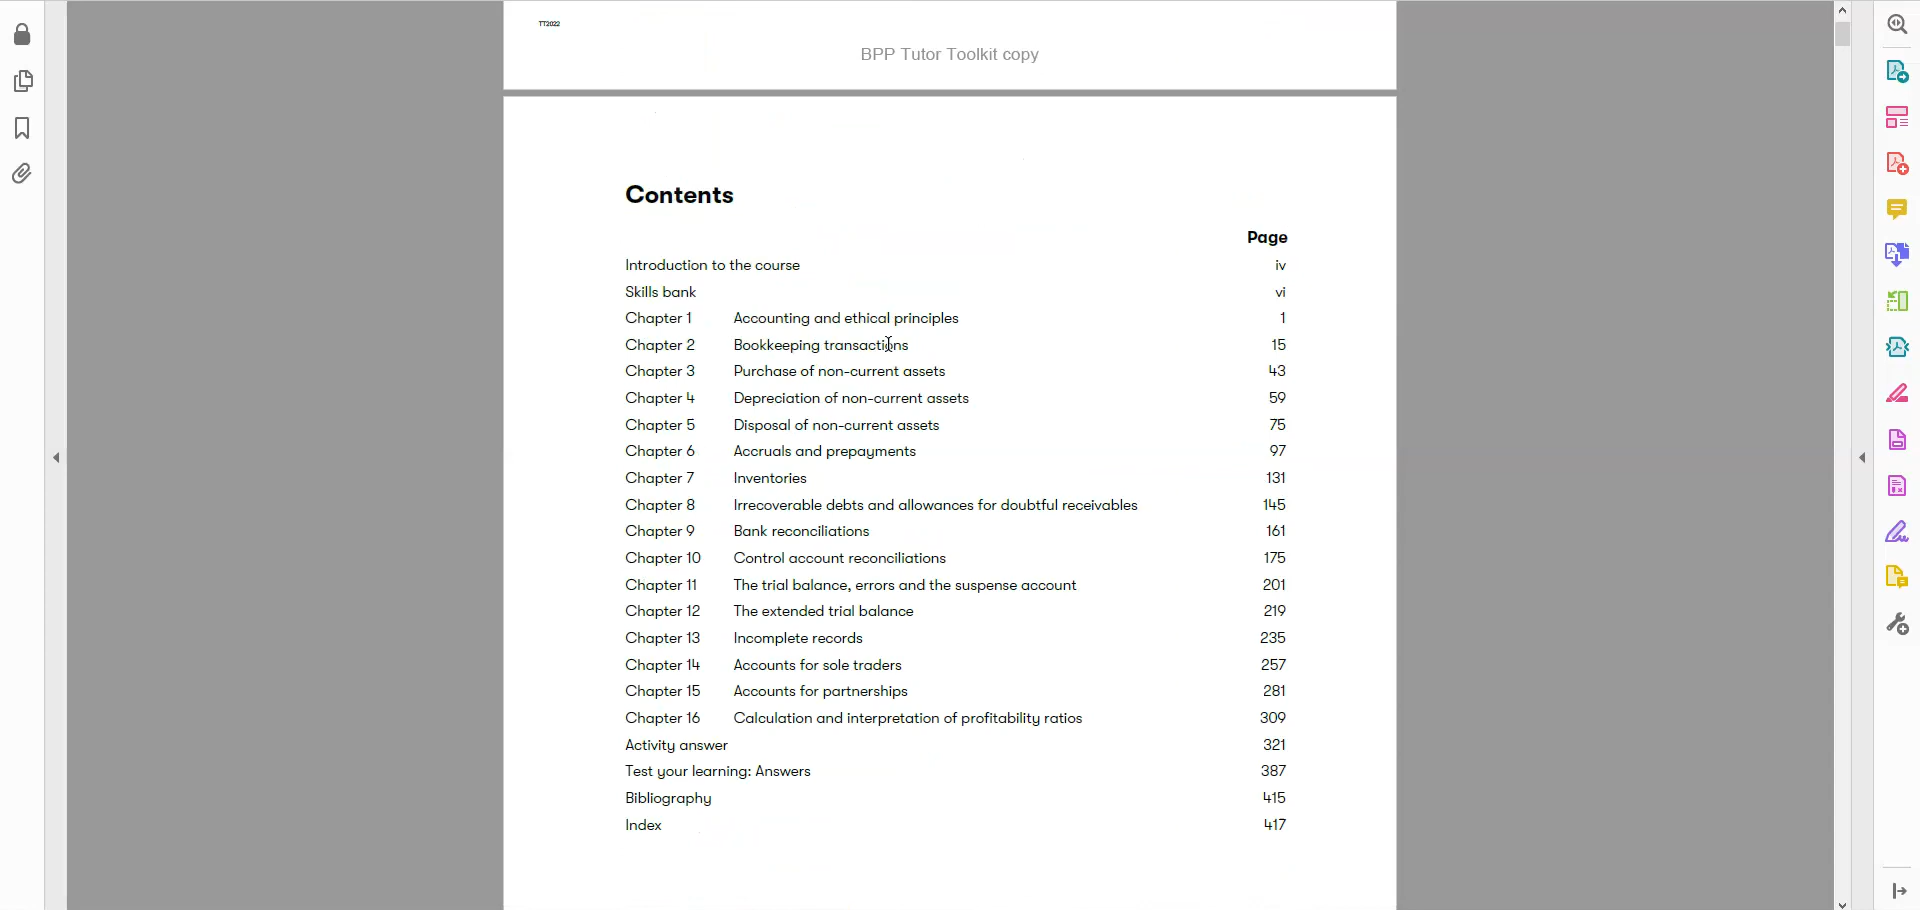 TT2022
BPP Tutor Toolkit copy
Contents
Page
Introduction to the course iv
Skills bank vi
Chapter 1 Accounting and ethical principles 1
Chapter 2 Bookkeeping transactions 15
Chapter 3 Purchase of non-current assets 43
Chapter 4 Depreciation of non-current assets 59
Chapter 5 Disposal of non-current assets 75
Chapter 6 Accruals and prepayments 97
Chapter 7 Inventories 131
Chapter 8 Irrecoverable debts and allowances for doubtful receivables 145
Chapter 9 Bank reconciliations 161
Chapter 10 Control account reconciliations 175
Chapter 11 The trial balance, errors and the suspense account 201
Chapter 12 The extended trial balance 219
Chapter 13 Incomplete records 235
Chapter 14 Accounts for sole traders 257
Chapter 15 Accounts for partnerships 281
Chapter 16 Calculation and interpretation of profitability ratios 309
Activity answer 321
Test your learning: Answers 387
Bibliography 415
Index 417